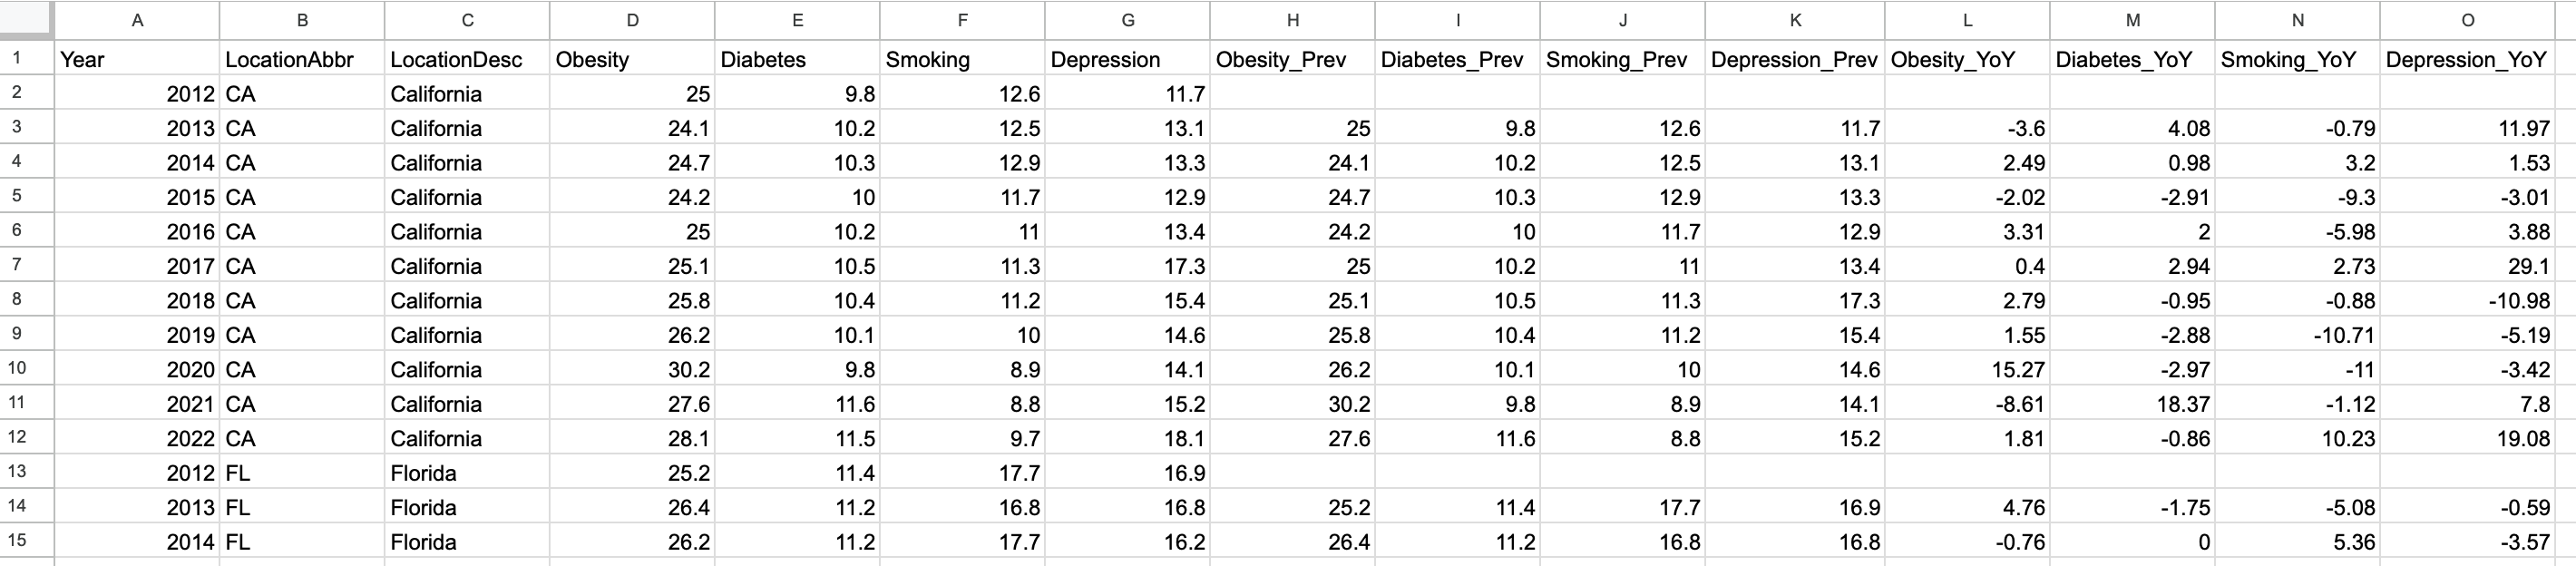 A B C D E F G H I J K L M N O
1 Year LocationAbbr LocationDesc Obesity Diabetes Smoking Depression Obesity_Prev Diabetes_Prev Smoking_Prev Depression_Prev Obesity_YoY Diabetes_YoY Smoking_YoY Depression_YoY
2 2012 CA California 25 9.8 12.6 11.7
3 2013 CA California 24.1 10.2 12.5 13.1 25 9.8 12.6 11.7 -3.6 4.08 -0.79 11.97
4 2014 CA California 24.7 10.3 12.9 13.3 24.1 10.2 12.5 13.1 2.49 0.98 3.2 1.53
5 2015 CA California 24.2 10 11.7 12.9 24.7 10.3 12.9 13.3 -2.02 -2.91 -9.3 -3.01
6 2016 CA California 25 10.2 11 13.4 24.2 10 11.7 12.9 3.31 2 -5.98 3.88
7 2017 CA California 25.1 10.5 11.3 17.3 25 10.2 11 13.4 0.4 2.94 2.73 29.1
8 2018 CA California 25.8 10.4 11.2 15.4 25.1 10.5 11.3 17.3 2.79 -0.95 -0.88 -10.98
9 2019 CA California 26.2 10.1 10 14.6 25.8 10.4 11.2 15.4 1.55 -2.88 -10.71 -5.19
10 2020 CA California 30.2 9.8 8.9 14.1 26.2 10.1 10 14.6 15.27 -2.97 -11 -3.42
11 2021 CA California 27.6 11.6 8.8 15.2 30.2 9.8 8.9 14.1 -8.61 18.37 -1.12 7.8
12 2022 CA California 28.1 11.5 9.7 18.1 27.6 11.6 8.8 15.2 1.81 -0.86 10.23 19.08
13 2012 FL Florida 25.2 11.4 17.7 16.9
14 2013 FL Florida 26.4 11.2 16.8 16.8 25.2 11.4 17.7 16.9 4.76 -1.75 -5.08 -0.59
15 2014 FL Florida 26.2 11.2 17.7 16.2 26.4 11.2 16.8 16.8 -0.76 0 5.36 -3.57